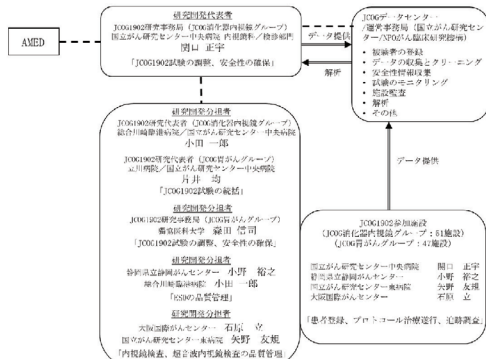 AMED
研究開発代表者
JCOG1902研究事務局（JCOG消化器内視鏡グループ）
国立がん研究センター中央病院 内視鏡科／検診部門
関口 正宇
「JCOG1902試験の調整、安全性の確保」
データ提供
解析
JCOGデータセンター
/運営事務局（国立がん研究セン
ター/NPOがん臨床研究機構）
• 被験者の登録
• データの収集とクリーニング
• 安全性情報収集
• 試験のモニタリング
• 施設監査
• 解析
• その他
研究開発分担者
JCOG1902研究代表者（JCOG消化器内視鏡グループ）
総合川崎臨港病院／国立がん研究センター中央病院
小田 一郎
JCOG1902研究代表者（JCOG胃がんグループ）
立川病院／国立がん研究センター中央病院
片井 均
「JCOG1902試験の統括」
研究開発分担者
JCOG1902研究事務局（JCOG胃がんグループ）
獨協医科大学 森田 信司
「JCOG1902試験の調整、安全性の確保」
研究開発分担者
静岡県立静岡がんセンター 小野 裕之
総合川崎臨港病院 小田 一郎
「ESDの品質管理」
研究開発分担者
大阪国際がんセンター 石原 立
国立がん研究センター東病院 矢野 友規
「内視鏡検査、超音波内視鏡検査の品質管理」
データ提供
JCOG1902参加施設
（JCOG消化器内視鏡グループ：61施設）
（JCOG胃がんグループ：47施設）
国立がん研究センター中央病院 関口 正宇
静岡県立静岡がんセンター 小野 裕之
国立がん研究センター東病院 矢野 友規
大阪国際がんセンター 石原 立
「患者登録、プロトコール治療遂行、追跡調査」